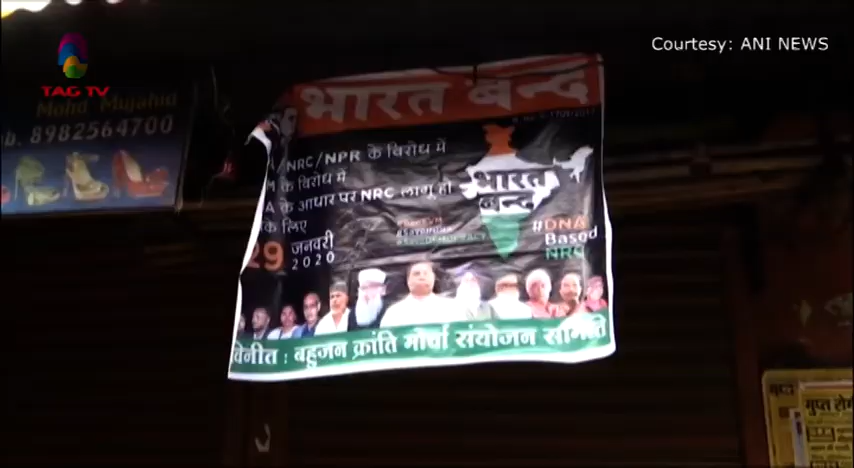 Courtesy: ANI NEWS
TAG TV
Mohd Mujahid
b. 8982564700
भारत बन्द
/NRC/NPR के विरोध में
M के विरोध में
A के आधार पर NRC लागू हो
के लिए
भारत
बन्द
29 जनवरी
2020
#DNA
Based
NRC
विनीत : बहुजन क्रांति मोर्चा संयोजन समिति
गुप्त
गुप्त रोग